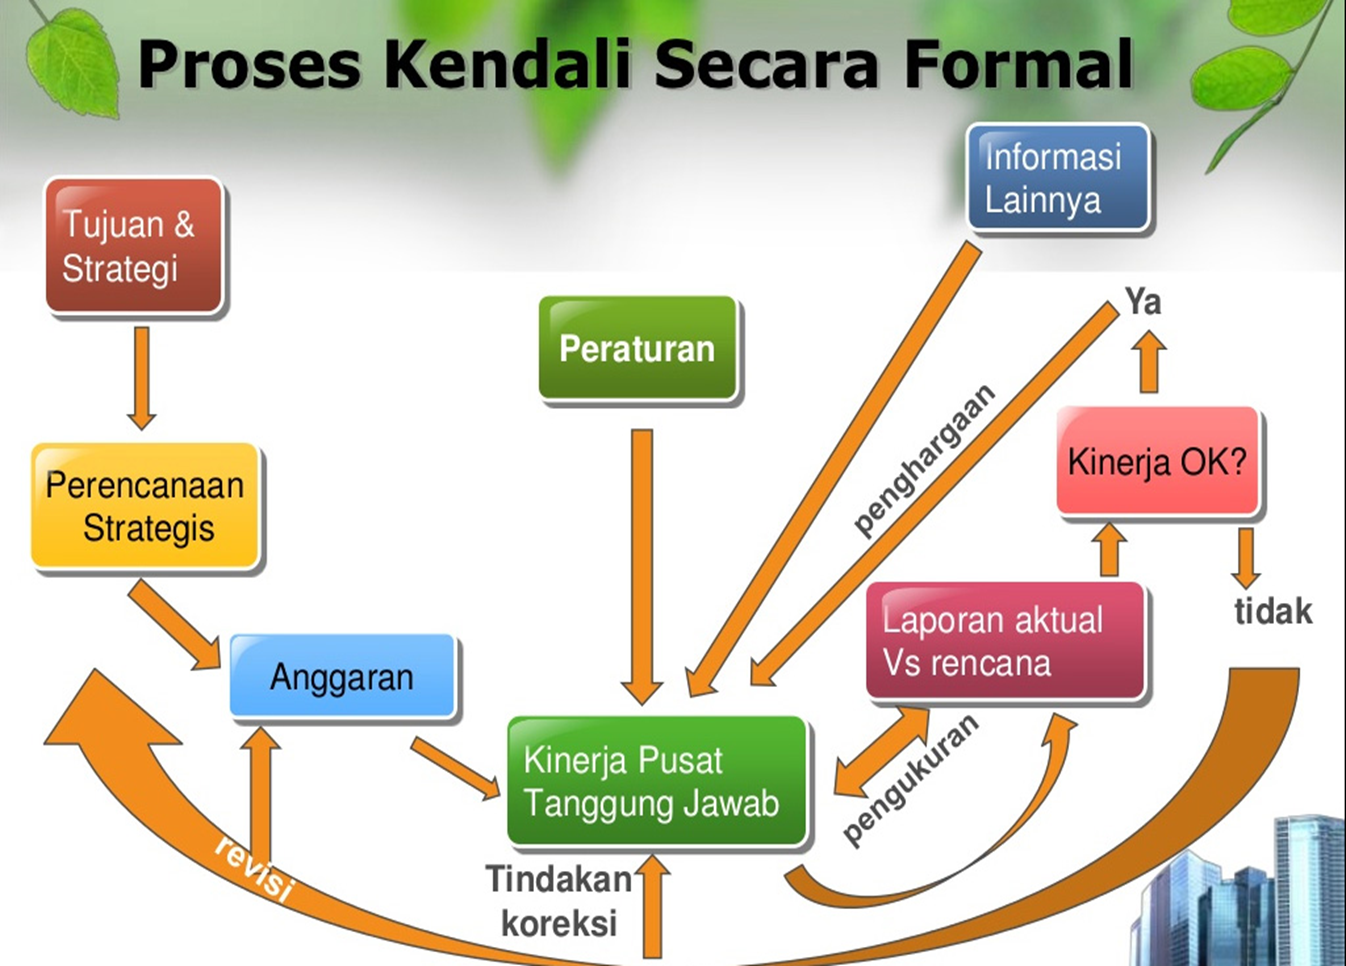 Proses Kendali Secara Formal
Informasi
Lainnya
Tujuan &
Strategi
Ya
Peraturan
penghargaan
Kinerja OK?
Perencanaan
Strategis
Laporan aktual
Vs rencana
tidak
Anggaran
Kinerja Pusat
Tanggung Jawab
pengukuran
revisi
Tindakan
koreksi